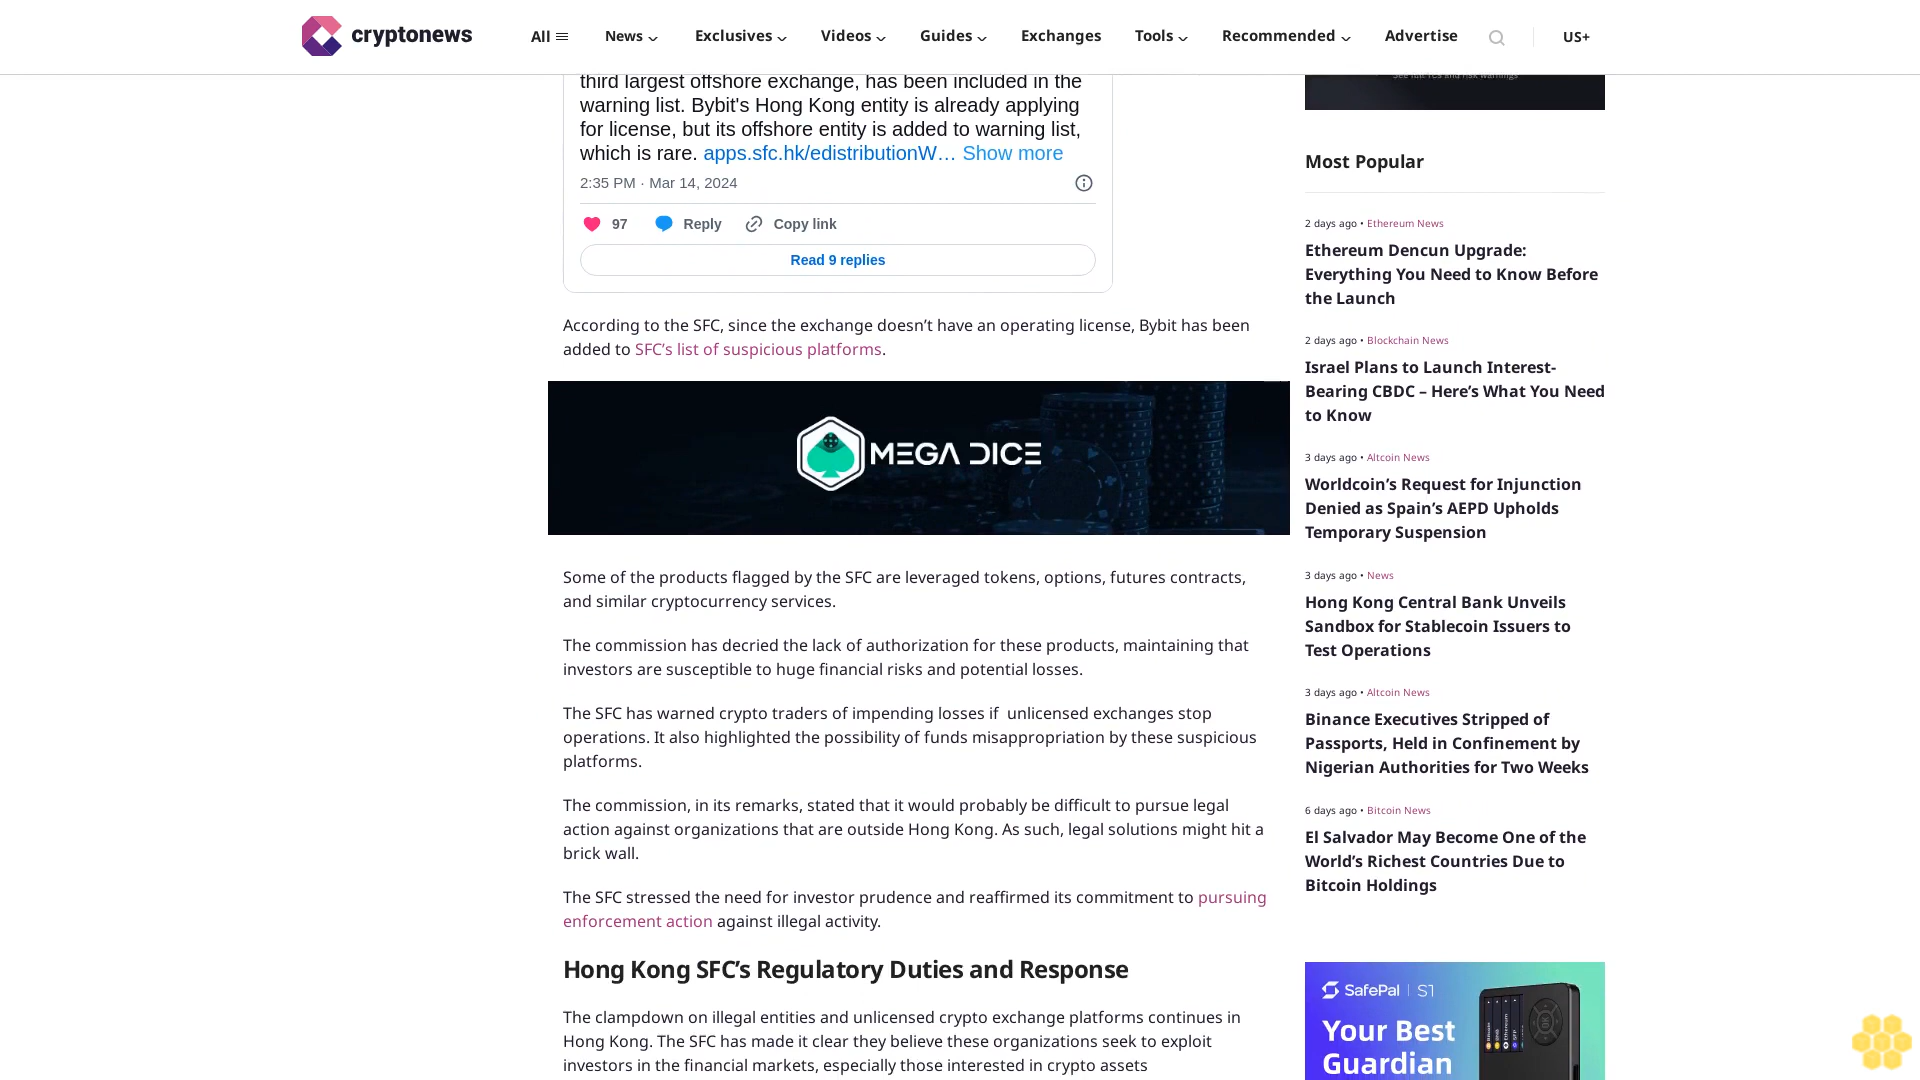 cryptonews
All
News
Exclusives
Videos
Guides
Exchanges
Tools
Recommended
Advertise
US+
third largest offshore exchange, has been included in the
warning list. Bybit's Hong Kong entity is already applying
for license, but its offshore entity is added to warning list,
which is rare. apps.sfc.hk/edistributionW… Show more
2:35 PM · Mar 14, 2024
97 Reply Copy link
Read 9 replies
According to the SFC, since the exchange doesn’t have an operating license, Bybit has been
added to SFC’s list of suspicious platforms.
MEGA DICE
Some of the products flagged by the SFC are leveraged tokens, options, futures contracts,
and similar cryptocurrency services.
The commission has decried the lack of authorization for these products, maintaining that
investors are susceptible to huge financial risks and potential losses.
The SFC has warned crypto traders of impending losses if  unlicensed exchanges stop
operations. It also highlighted the possibility of funds misappropriation by these suspicious
platforms.
The commission, in its remarks, stated that it would probably be difficult to pursue legal
action against organizations that are outside Hong Kong. As such, legal solutions might hit a
brick wall.
The SFC stressed the need for investor prudence and reaffirmed its commitment to pursuing
enforcement action against illegal activity.
Hong Kong SFC’s Regulatory Duties and Response
The clampdown on illegal entities and unlicensed crypto exchange platforms continues in
Hong Kong. The SFC has made it clear they believe these organizations seek to exploit
investors in the financial markets, especially those interested in crypto assets
See full T&Cs and risk warnings
Most Popular
2 days ago • Ethereum News
Ethereum Dencun Upgrade:
Everything You Need to Know Before
the Launch
2 days ago • Blockchain News
Israel Plans to Launch Interest-
Bearing CBDC – Here’s What You Need
to Know
3 days ago • Altcoin News
Worldcoin’s Request for Injunction
Denied as Spain’s AEPD Upholds
Temporary Suspension
3 days ago • News
Hong Kong Central Bank Unveils
Sandbox for Stablecoin Issuers to
Test Operations
3 days ago • Altcoin News
Binance Executives Stripped of
Passports, Held in Confinement by
Nigerian Authorities for Two Weeks
6 days ago • Bitcoin News
El Salvador May Become One of the
World’s Richest Countries Due to
Bitcoin Holdings
SafePal S1
Your Best
Guardian